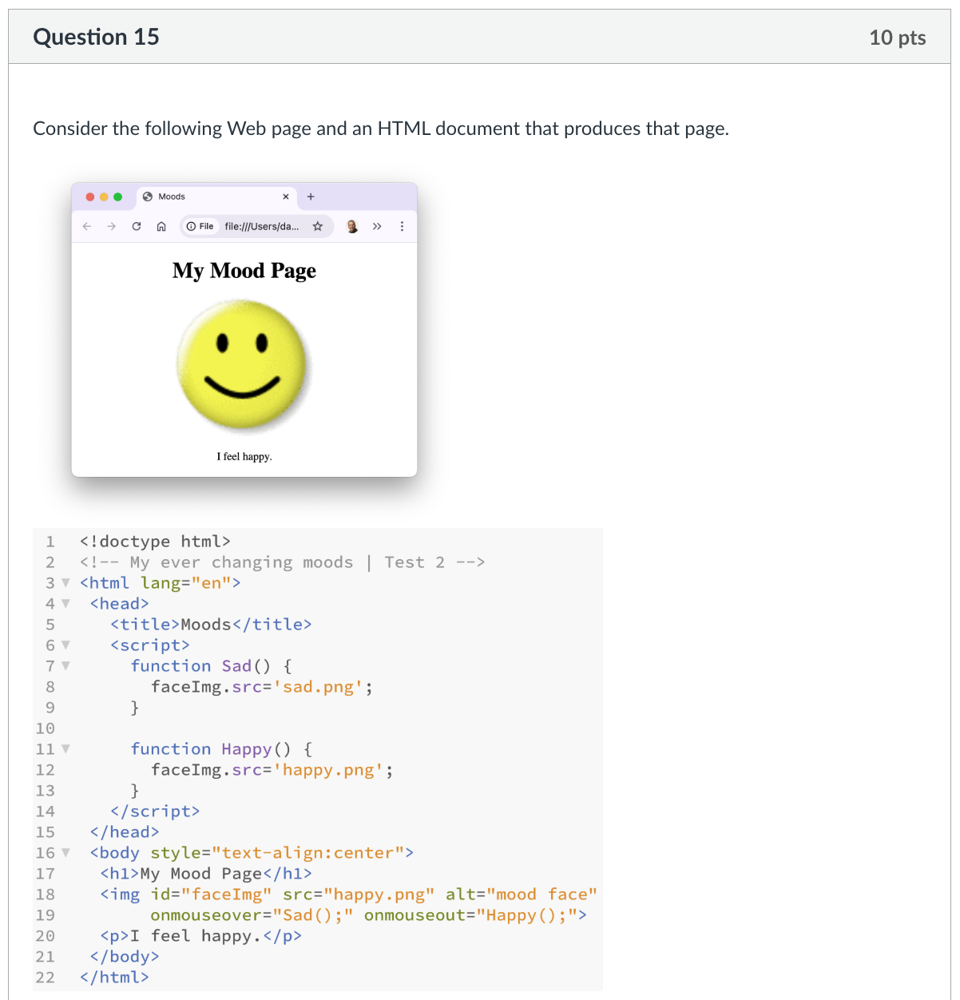 Question 15
10 pts
Consider the following Web page and an HTML document that produces that page.
Moods
File file:///Users/da...
My Mood Page
I feel happy.
1 <!doctype html>
2 <!-- My ever changing moods | Test 2 -->
3 <html lang="en">
4 <head>
5 <title>Moods</title>
6 <script>
7 function Sad() {
8 faceImg.src='sad.png';
9 }
10
11 function Happy() {
12 faceImg.src='happy.png';
13 }
14 </script>
15 </head>
16 <body style="text-align:center">
17 <h1>My Mood Page</h1>
18 <img id="faceImg" src="happy.png" alt="mood face"
19 onmouseover="Sad();" onmouseout="Happy();">
20 <p>I feel happy.</p>
21 </body>
22 </html>